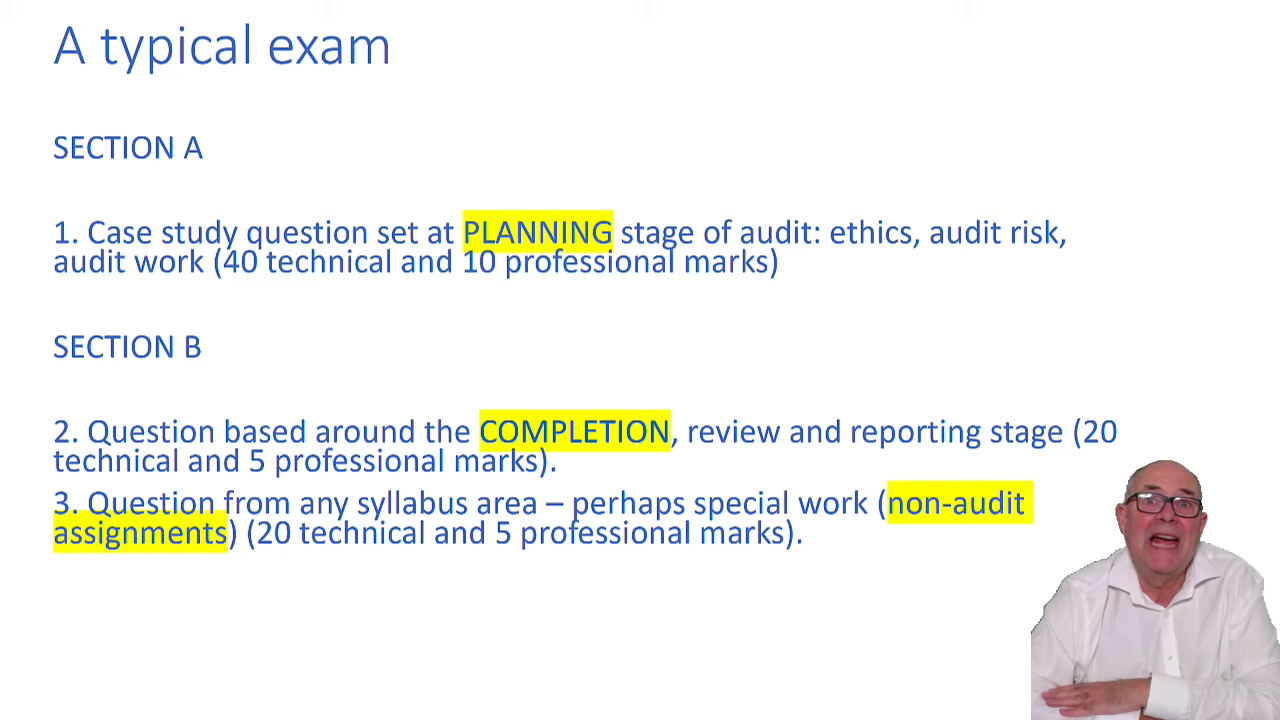 A typical exam
SECTION A
1. Case study question set at PLANNING stage of audit: ethics, audit risk,
audit work (40 technical and 10 professional marks)
SECTION B
2. Question based around the COMPLETION, review and reporting stage (20
technical and 5 professional marks).
3. Question from any syllabus area – perhaps special work (non-audit
assignments) (20 technical and 5 professional marks).